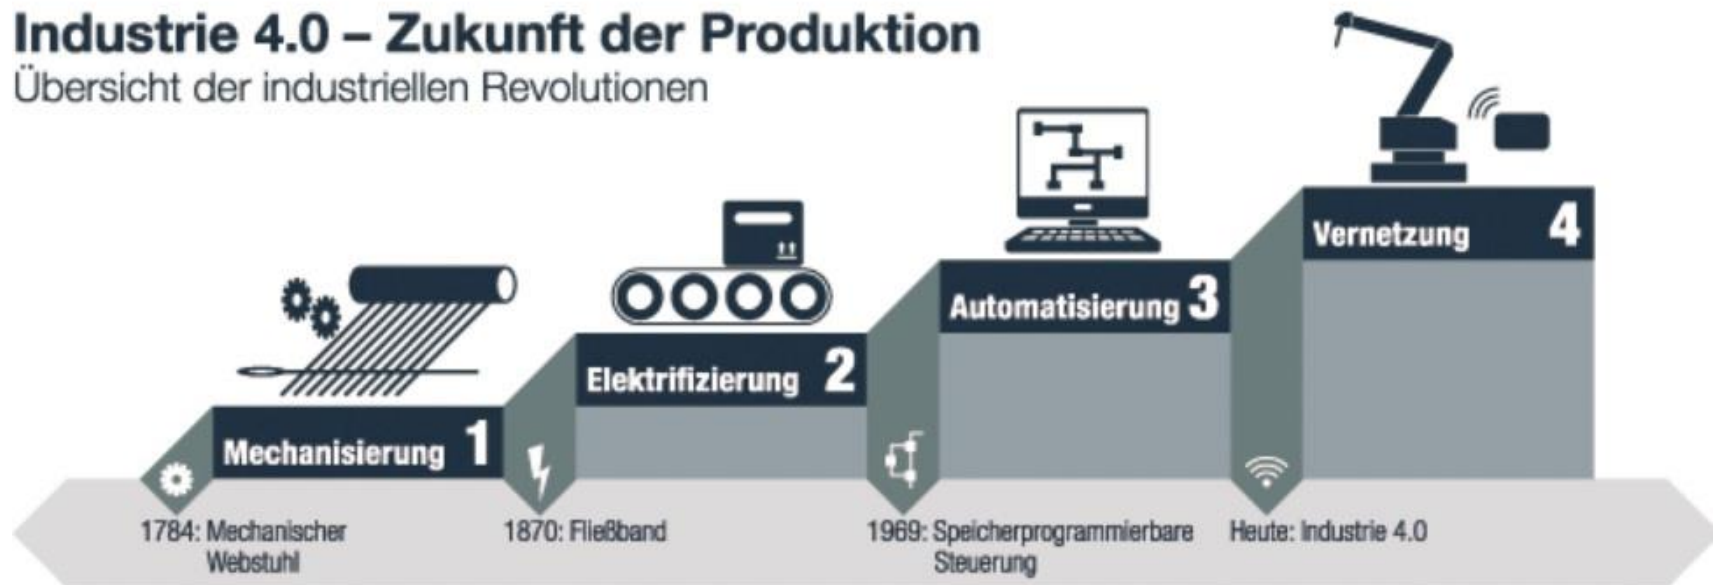 Industrie 4.0 – Zukunft der Produktion
Übersicht der industriellen Revolutionen
Mechanisierung 1
Elektrifizierung 2
Automatisierung 3
Vernetzung 4
1784: Mechanischer
Webstuhl
1870: Fließband
1969: Speicherprogrammierbare
Steuerung
Heute: Industrie 4.0